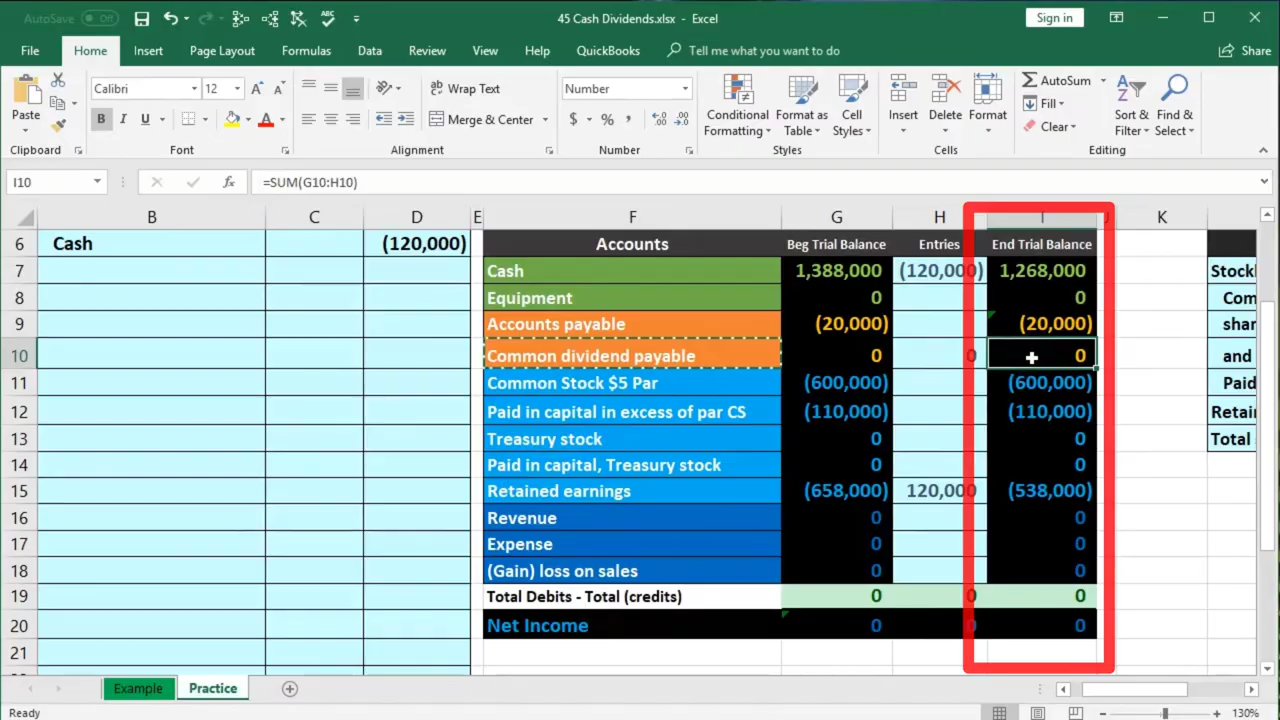 AutoSave Off 45 Cash Dividends.xlsx - Excel Sign in
File Home Insert Page Layout Formulas Data Review View Help QuickBooks Tell me what you want to do Share
Paste Calibri 12 Wrap Text Number Conditional Formatting Format as Table Cell Styles Insert Delete Format AutoSum Sort & Filter Find & Select
B I U A Merge & Center $ % , Fill
Clear
Clipboard Font Alignment Number Styles Cells Editing
I10 fx =SUM(G10:H10)
B C D E F G H I J K
6 Cash (120,000) Accounts Beg Trial Balance Entries End Trial Balance
7 Cash 1,388,000 (120,000) 1,268,000 Stockl
8 Equipment 0 0 Com
9 Accounts payable (20,000) (20,000) shar
10 Common dividend payable 0 0 0 and
11 Common Stock $5 Par (600,000) (600,000) Paid
12 Paid in capital in excess of par CS (110,000) (110,000) Retai
13 Treasury stock 0 0 Total
14 Paid in capital, Treasury stock 0 0
15 Retained earnings (658,000) 120,000 (538,000)
16 Revenue 0 0
17 Expense 0 0
18 (Gain) loss on sales 0 0
19 Total Debits - Total (credits) 0 0 0
20 Net Income 0 0 0
21
Example Practice
Ready 130%